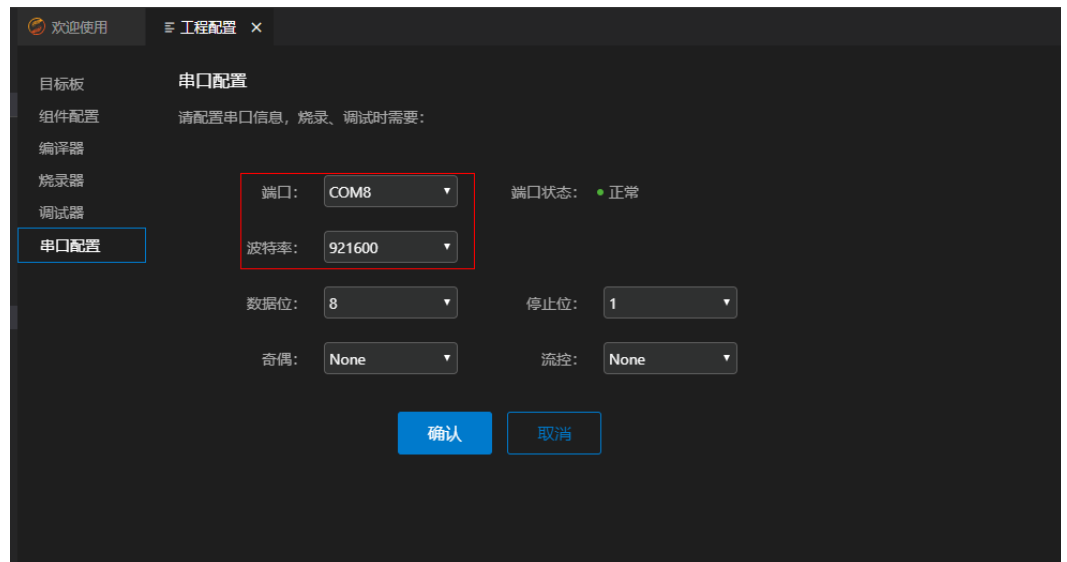 欢迎使用 工程配置
目标板
组件配置
编译器
烧录器
调试器
串口配置
串口配置
请配置串口信息，烧录、调试时需要：
端口： COM8 端口状态： 正常
波特率： 921600
数据位： 8 停止位： 1
奇偶： None 流控： None
确认 取消